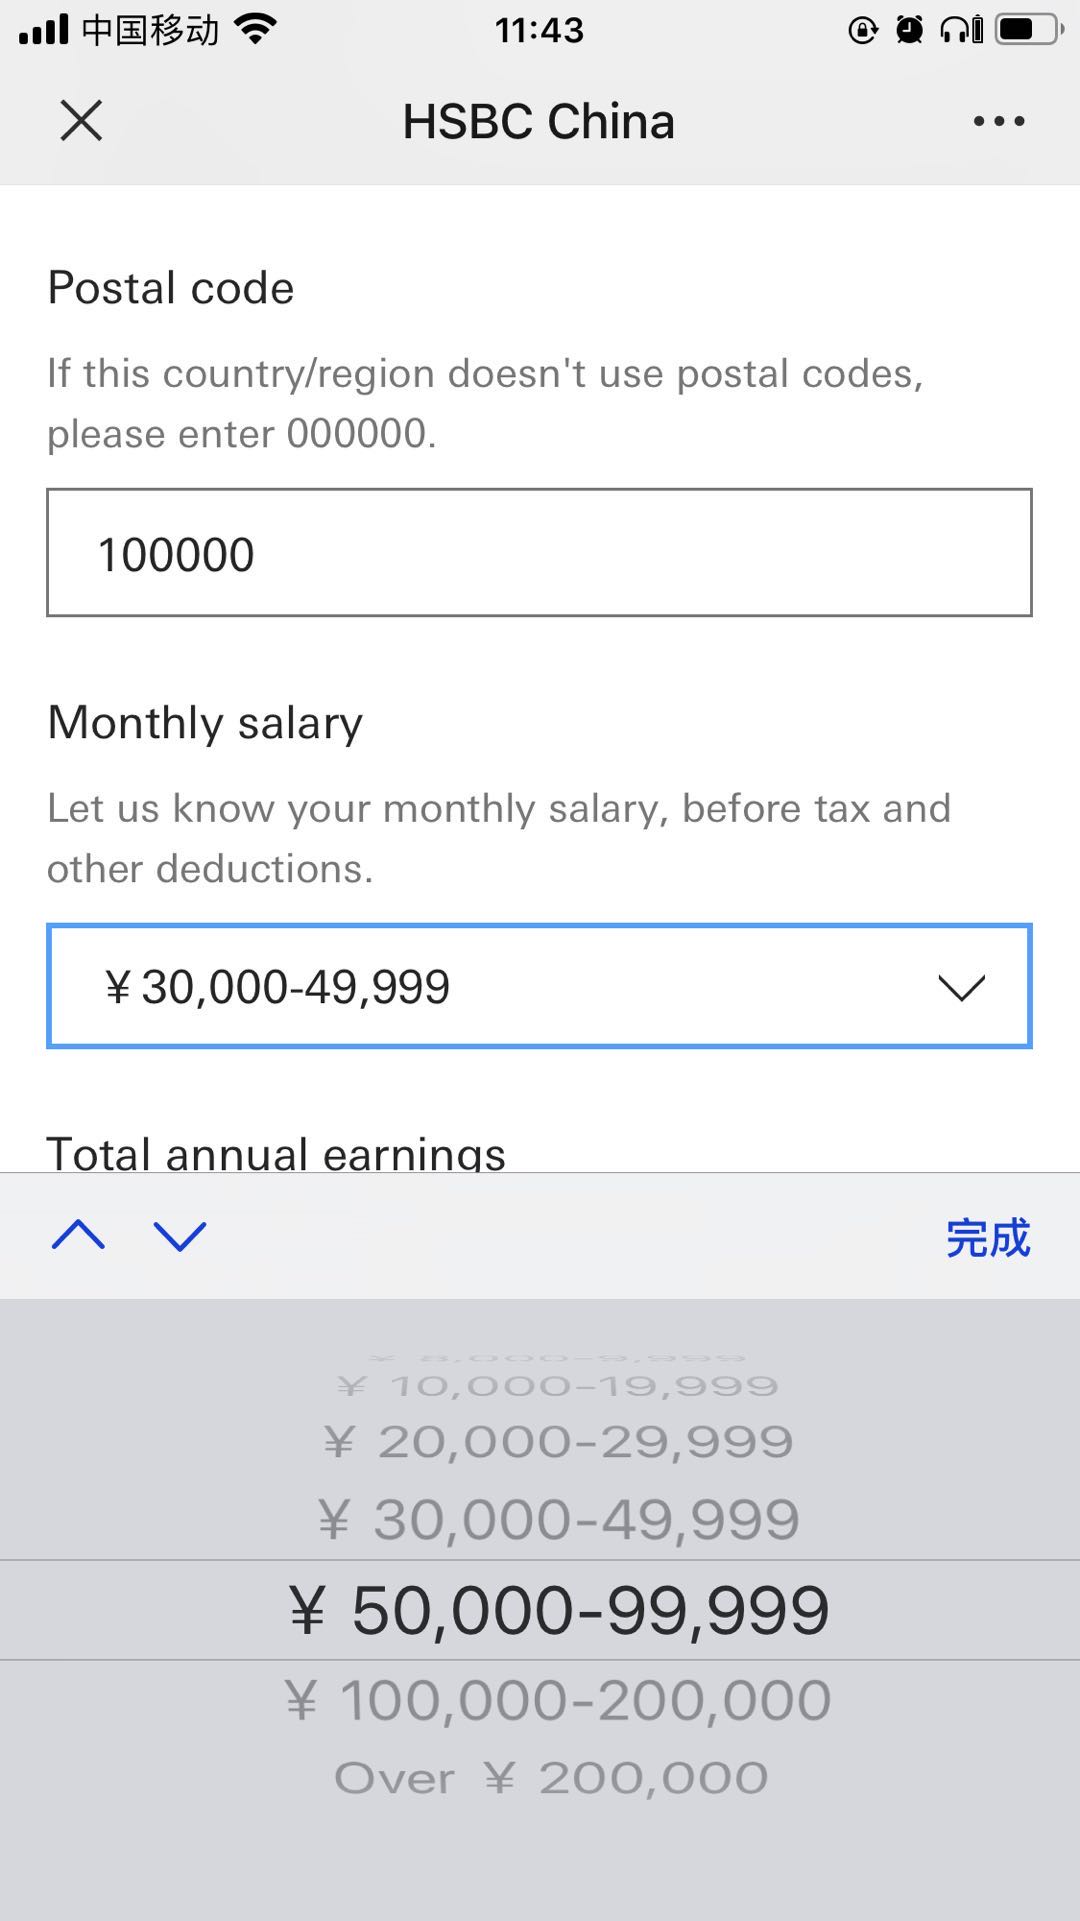 中国移动
11:43
HSBC China
Postal code
If this country/region doesn't use postal codes,
please enter 000000.
100000
Monthly salary
Let us know your monthly salary, before tax and
other deductions.
¥ 30,000-49,999
Total annual earnings
完成
¥ 10,000-19,999
¥ 20,000-29,999
¥ 30,000-49,999
¥ 50,000-99,999
¥ 100,000-200,000
Over ¥ 200,000